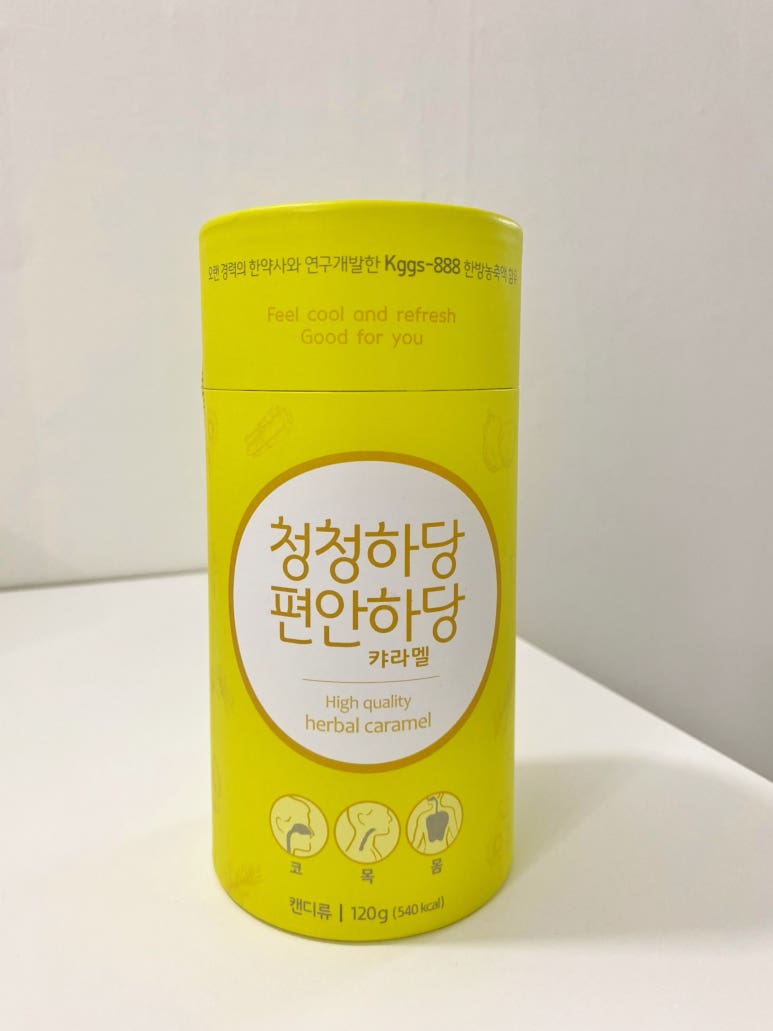 오랜 경력의 한약사와 연구개발한 Kggs-888 한방농축액 함유
Feel cool and refresh
Good for you
청청하당
편안하당
캬라멜
High quality
herbal caramel
코 목 몸
캔디류 | 120g (540 kcal)